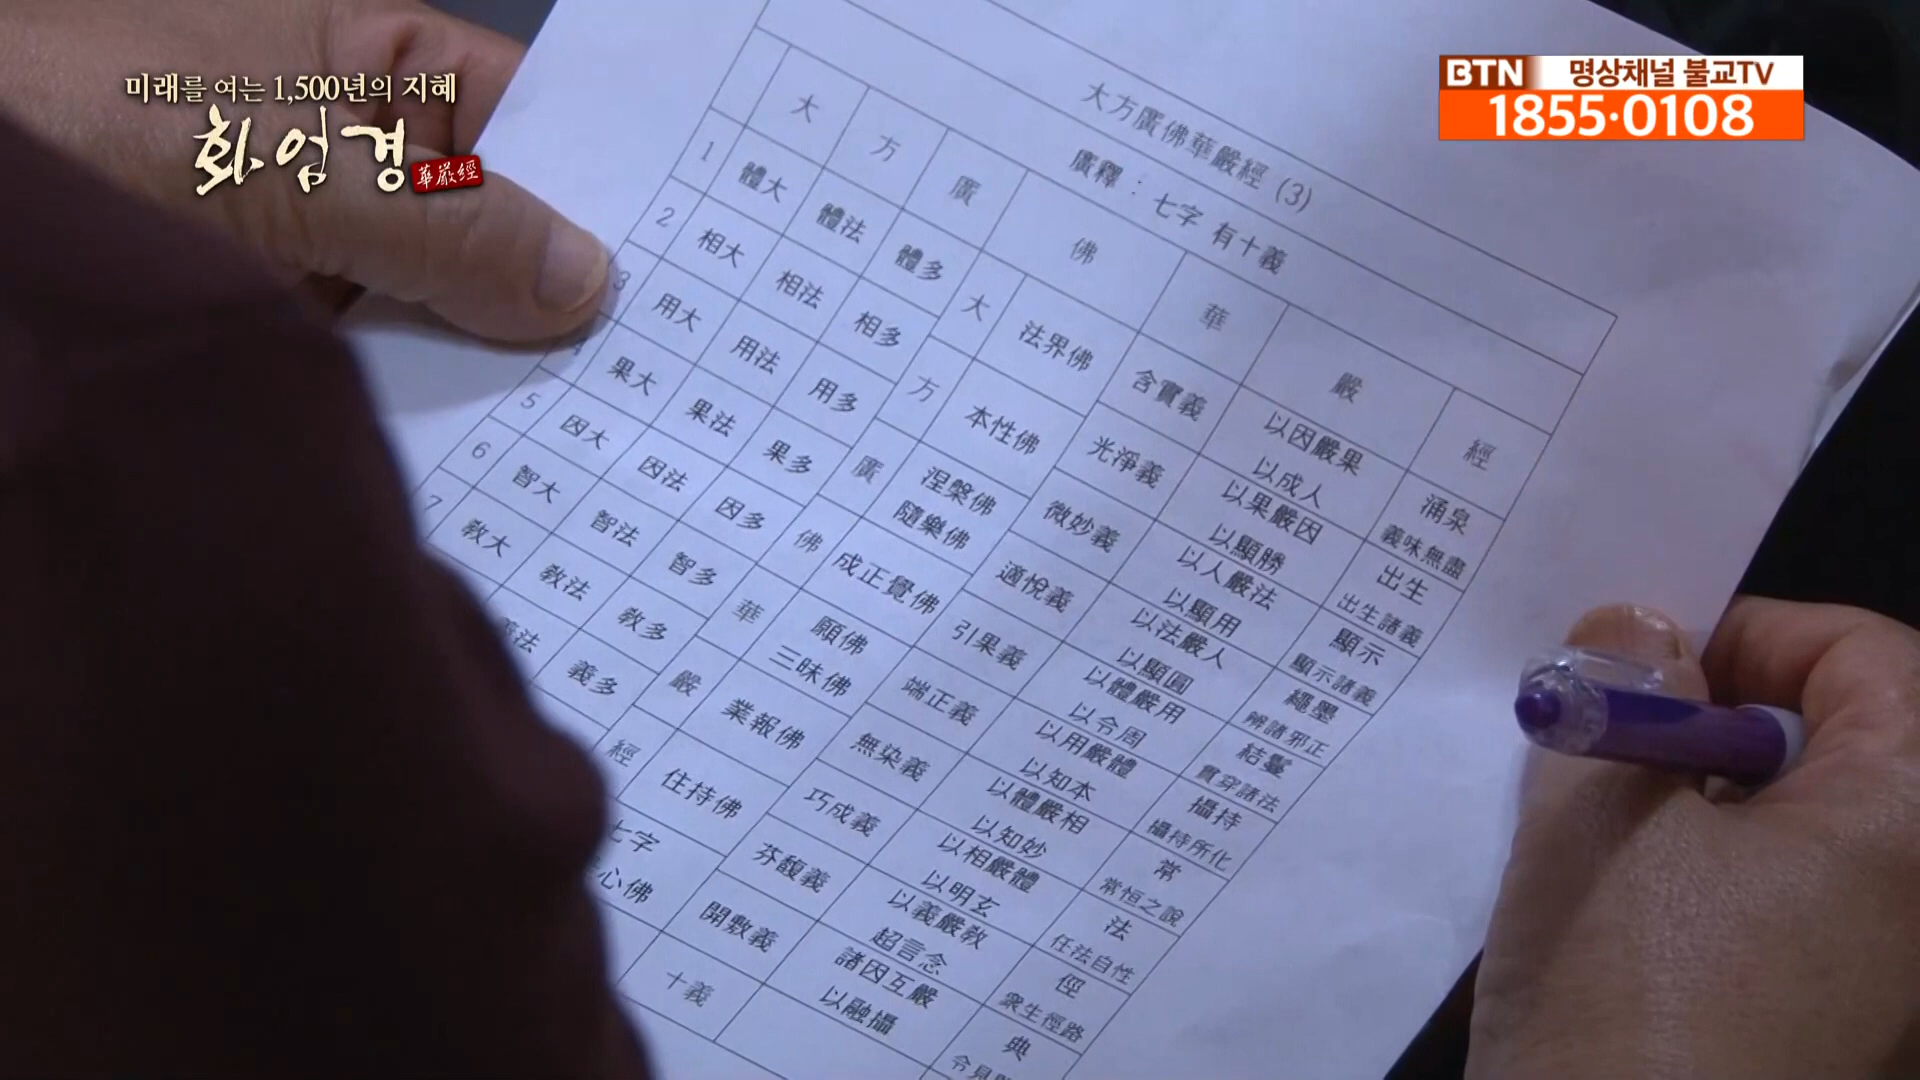 미래를 여는 1,500년의 지혜
화엄경 華嚴經
BTN 명상채널 불교TV
1855·0108
大方廣佛華嚴經 (3)
廣釋 : 七字 有十義
大 方 廣 佛 華 嚴 經
1 體大 體法 體多 大 法界佛 含實義 以因嚴果 涌泉
以成人 義味無盡
2 相大 相法 相多 方 本性佛 光淨義 以果嚴因 出生
以顯勝 出生諸義
3 用大 用法 用多 廣 涅槃佛 微妙義 以人嚴法 顯示
隨樂佛 以顯用 顯示諸義
4 果大 果法 果多 佛 成正覺佛 適悅義 以法嚴人 繩墨
以顯圓 解諸邪正
5 因大 因法 因多 華 願佛 引果義 以體嚴用 結鬘
三昧佛 以令周 貫穿諸法
6 智大 智法 智多 嚴 業報佛 端正義 以用嚴體 攝持
以知本 攝持所化
7 敎大 敎法 敎多 經 住持佛 無染義 以體嚴相 常
以知妙 常恒之說
義法 義多 七字 巧成義 以相嚴體 法
心佛 以明玄 任法自性
芬馥義 以義嚴敎 徑
超言念 衆生徑路
開敷義 諸因互嚴 典
以融攝 令見
十義